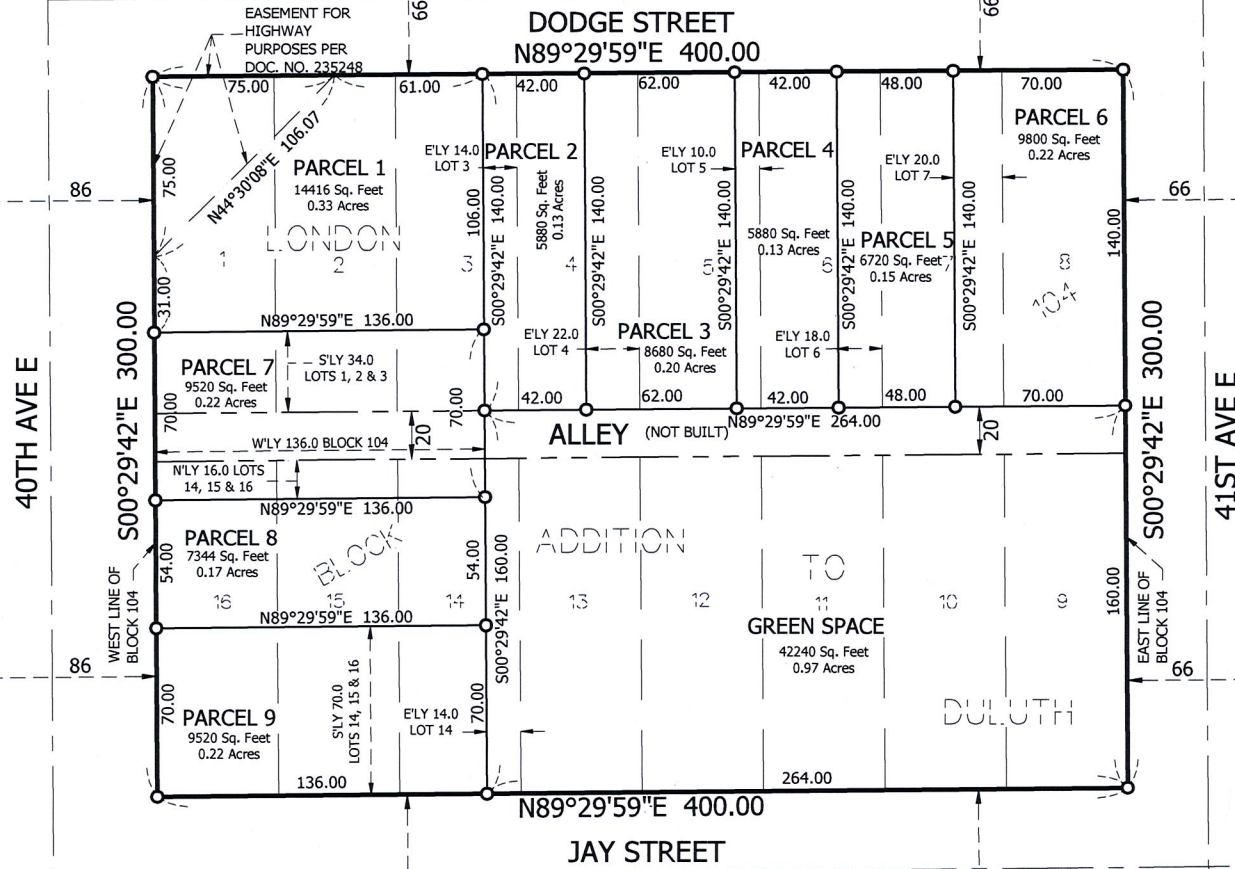 EASEMENT FOR
HIGHWAY
PURPOSES PER
DOC. NO. 235248
66
66
DODGE STREET
N89°29'59"E 400.00
75.00 61.00 42.00 62.00 42.00 48.00 70.00
N44°30'08"E 106.07
75.00
31.00
PARCEL 1
14416 Sq. Feet
0.33 Acres
E'LY 14.0
LOT 3
106.00
S00°29'42"E 140.00
PARCEL 2
5880 Sq. Feet
0.13 Acres
S00°29'42"E 140.00
E'LY 22.0
LOT 4
PARCEL 3
8680 Sq. Feet
0.20 Acres
E'LY 10.0
LOT 5
S00°29'42"E 140.00
PARCEL 4
5880 Sq. Feet
0.13 Acres
E'LY 18.0
LOT 6
S00°29'42"E 140.00
PARCEL 5
6720 Sq. Feet
0.15 Acres
E'LY 20.0
LOT 7
S00°29'42"E 140.00
PARCEL 6
9800 Sq. Feet
0.22 Acres
140.00
86
66
LONDON
1 2 3 4 5 6 7 8
104
40TH AVE E
S00°29'42"E 300.00
S00°29'42"E 300.00
41ST AVE E
N89°29'59"E 136.00
PARCEL 7
9520 Sq. Feet
0.22 Acres
S'LY 34.0
LOTS 1, 2 & 3
70.00
70.00
20
42.00 62.00 42.00 48.00 70.00
N89°29'59"E 264.00
ALLEY (NOT BUILT)
20
W'LY 136.0 BLOCK 104
N'LY 16.0 LOTS
14, 15 & 16
N89°29'59"E 136.00
PARCEL 8
7344 Sq. Feet
0.17 Acres
54.00
54.00
BLOCK
ADDITION
TO
S00°29'42"E 160.00
160.00
16 15 14 13 12 11 10 9
WEST LINE OF
BLOCK 104
EAST LINE OF
BLOCK 104
N89°29'59"E 136.00
GREEN SPACE
42240 Sq. Feet
0.97 Acres
86
66
PARCEL 9
9520 Sq. Feet
0.22 Acres
70.00
S'LY 70.0
LOTS 14, 15 & 16
E'LY 14.0
LOT 14
70.00
DULUTH
136.00
264.00
N89°29'59"E 400.00
JAY STREET